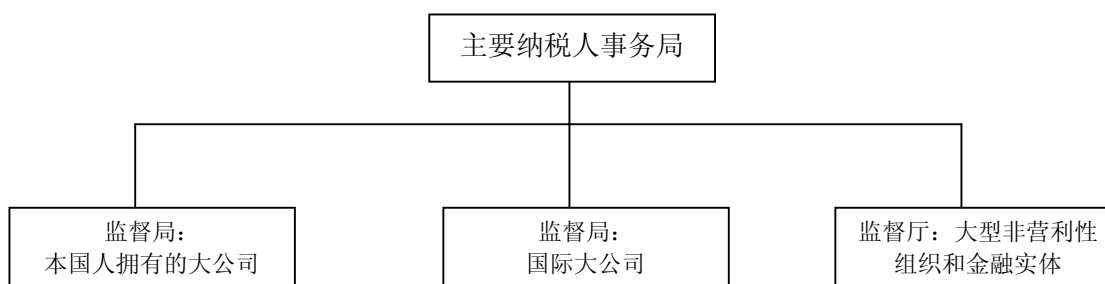 主要纳税人事务局
监督局：
本国人拥有的大公司
监督局：
国际大公司
监督厅：大型非营利性
组织和金融实体